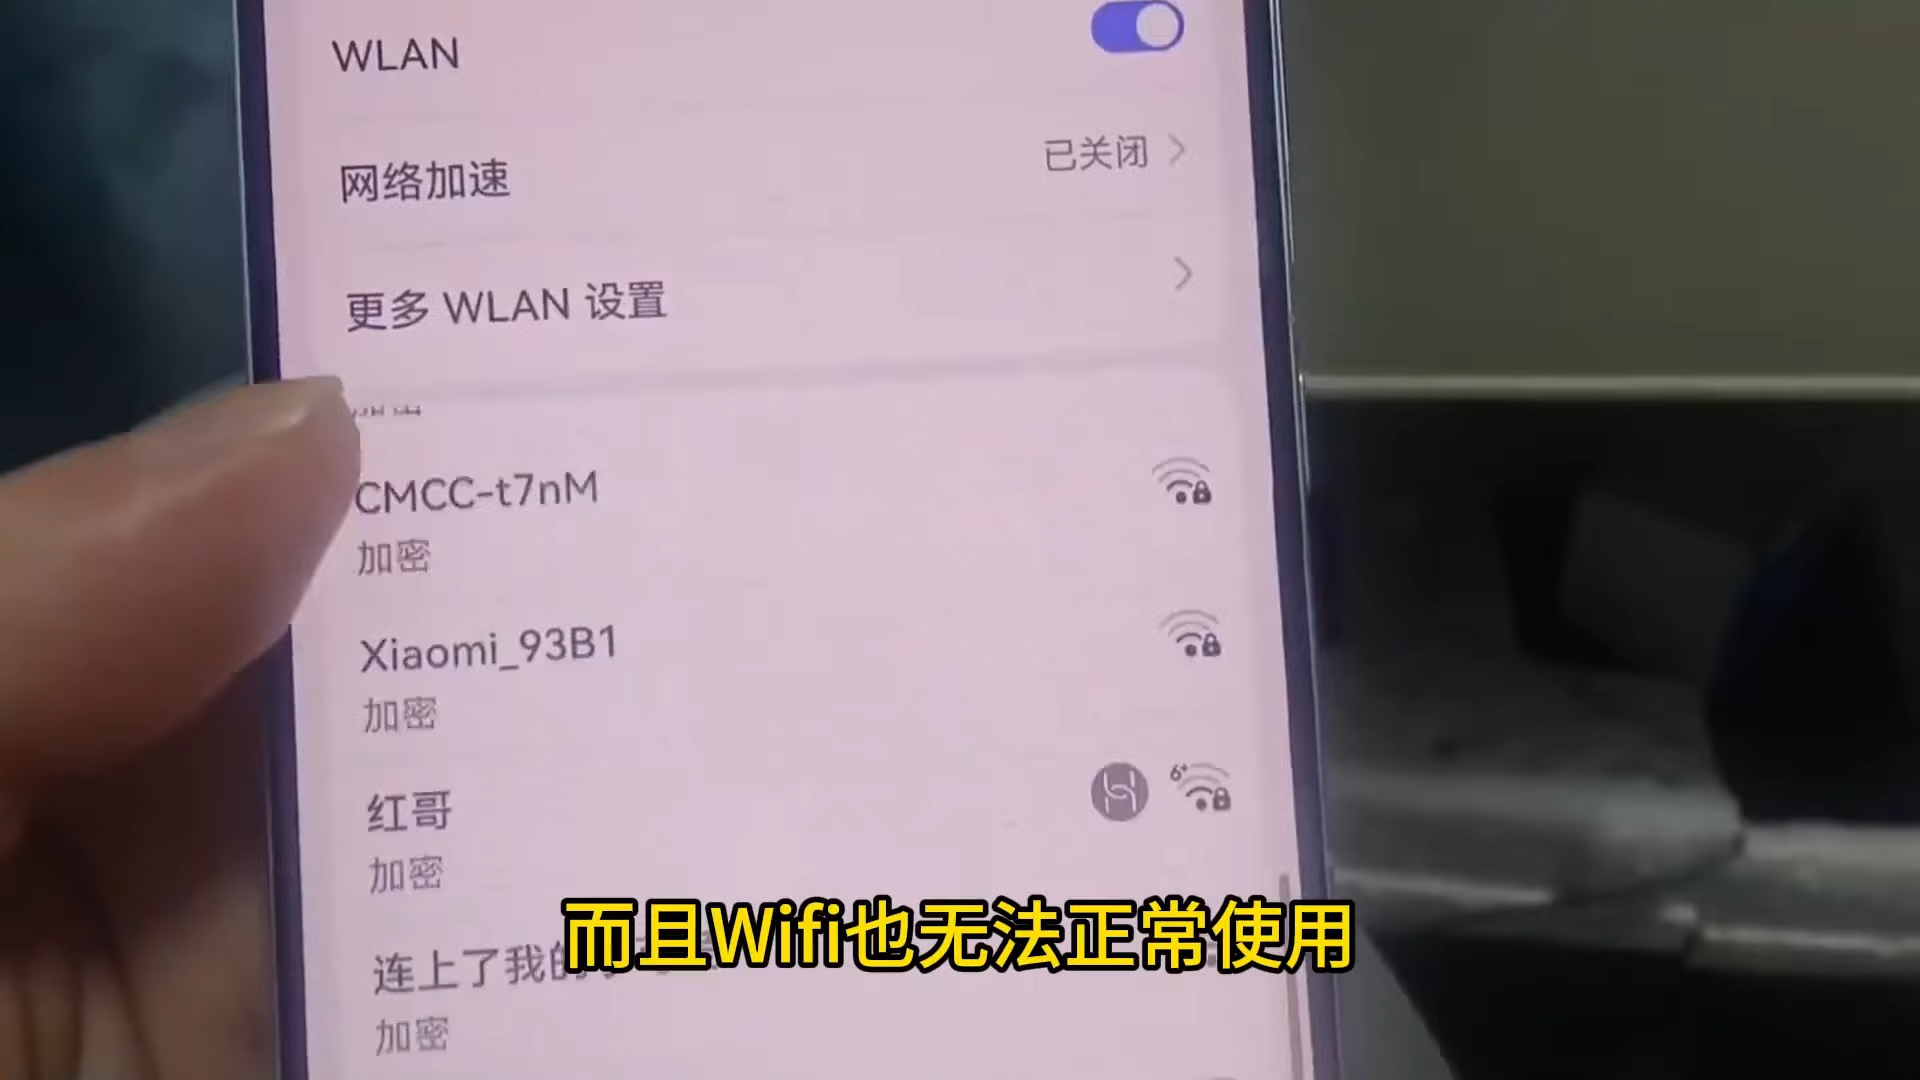 WLAN
网络加速 已关闭
更多 WLAN 设置
CMCC-t7nM
加密
Xiaomi_93B1
加密
红哥
加密
连上了我的
加密
而且Wifi也无法正常使用